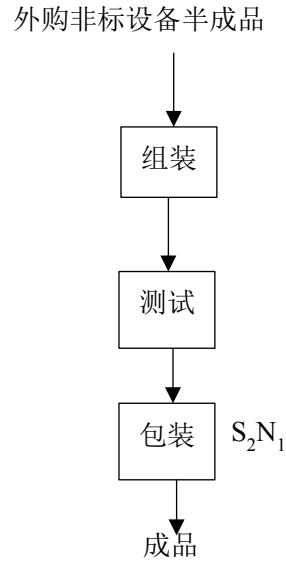 外购非标设备半成品
组装
测试
包装
S₂N₁
成品